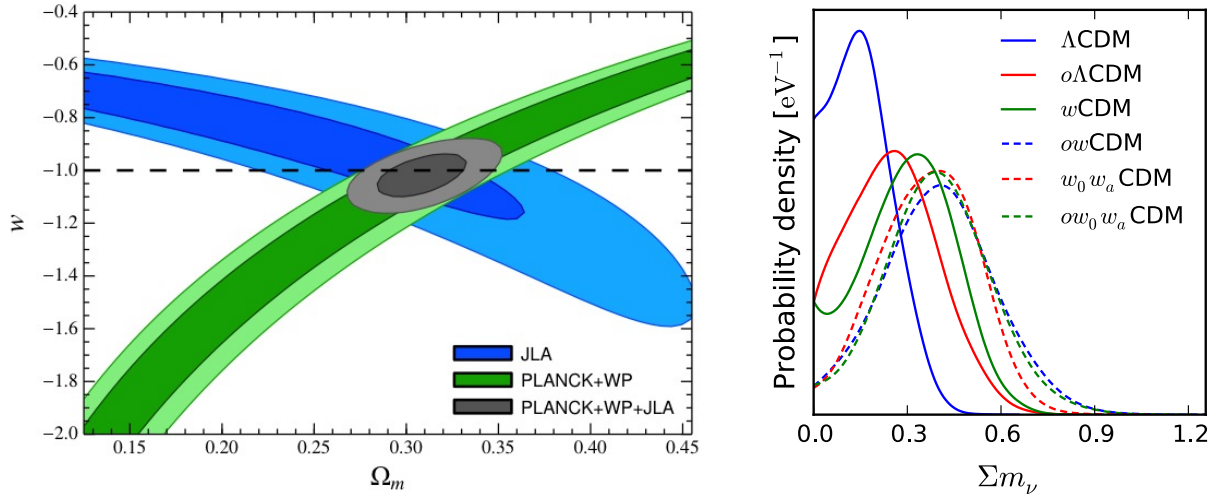 −0.4
−0.6
−0.8
−1.0
−1.2
−1.4
−1.6
−1.8
−2.0
w
0.15 0.20 0.25 0.30 0.35 0.40 0.45
Ωm
JLA
PLANCK+WP
PLANCK+WP+JLA
Probability density [eV⁻¹]
ΛCDM
oΛCDM
wCDM
owCDM
w₀wₐCDM
ow₀wₐCDM
0.0 0.3 0.6 0.9 1.2
Σmν